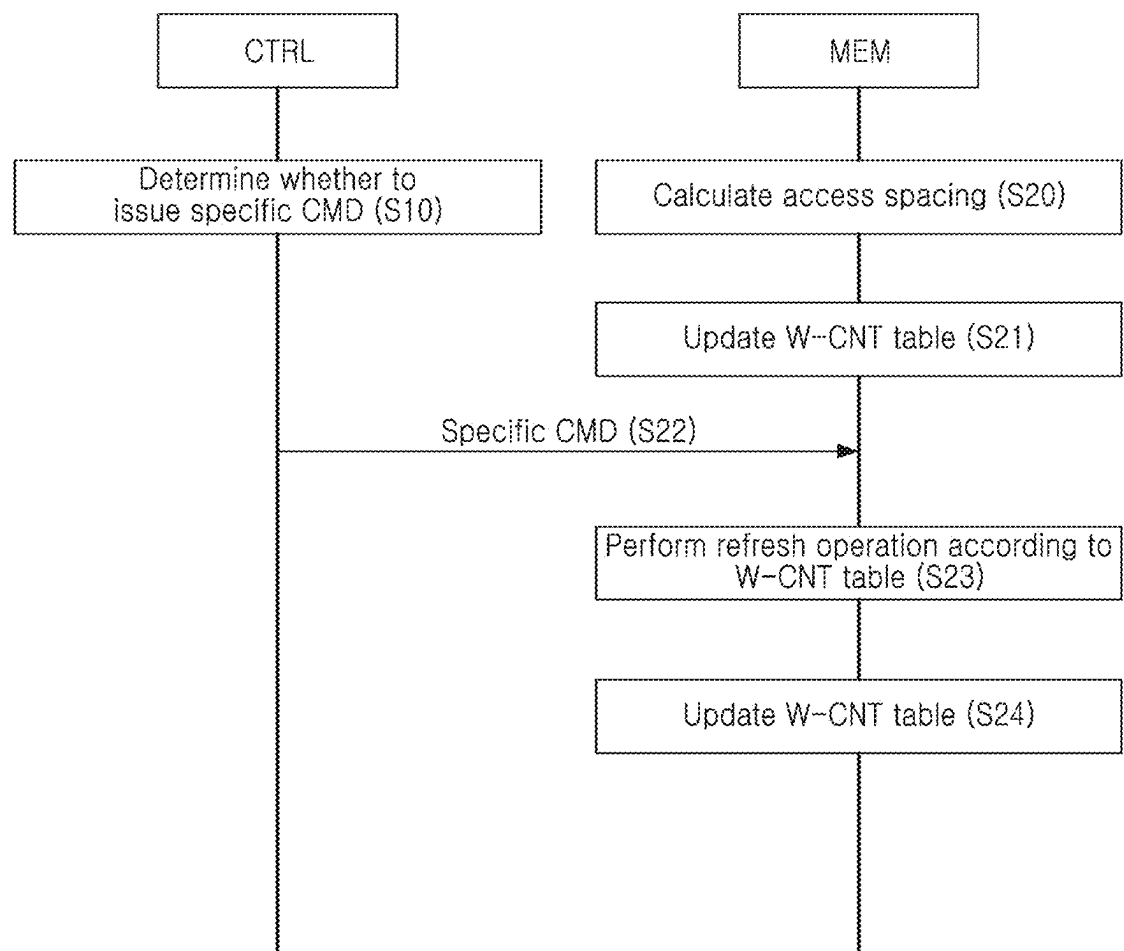 CTRL
MEM
Determine whether to
issue specific CMD (S10)
Calculate access spacing (S20)
Update W-CNT table (S21)
Specific CMD (S22)
Perform refresh operation according to
W-CNT table (S23)
Update W-CNT table (S24)